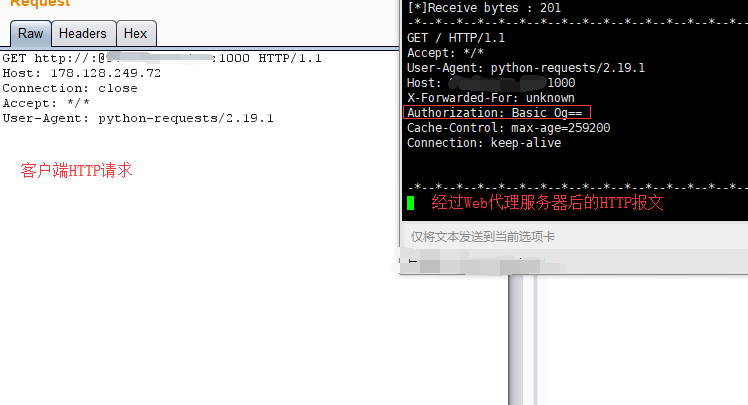 Request
Raw Headers Hex
GET http://:@ :1000 HTTP/1.1
Host: 178.128.249.72
Connection: close
Accept: */*
User-Agent: python-requests/2.19.1
客户端HTTP请求
[*]Receive bytes : 201
-*--*--*--*--*--*--*--*--*--*--*--*--*--*--*--*-
GET / HTTP/1.1
Accept: */*
User-Agent: python-requests/2.19.1
Host: 1000
X-Forwarded-For: unknown
Authorization: Basic Og==
Cache-Control: max-age=259200
Connection: keep-alive
-*--*--*--*--*--*--*--*--*--*--*--*--*--*--*--*-
经过Web代理服务器后的HTTP报文
仅将文本发送到当前选项卡